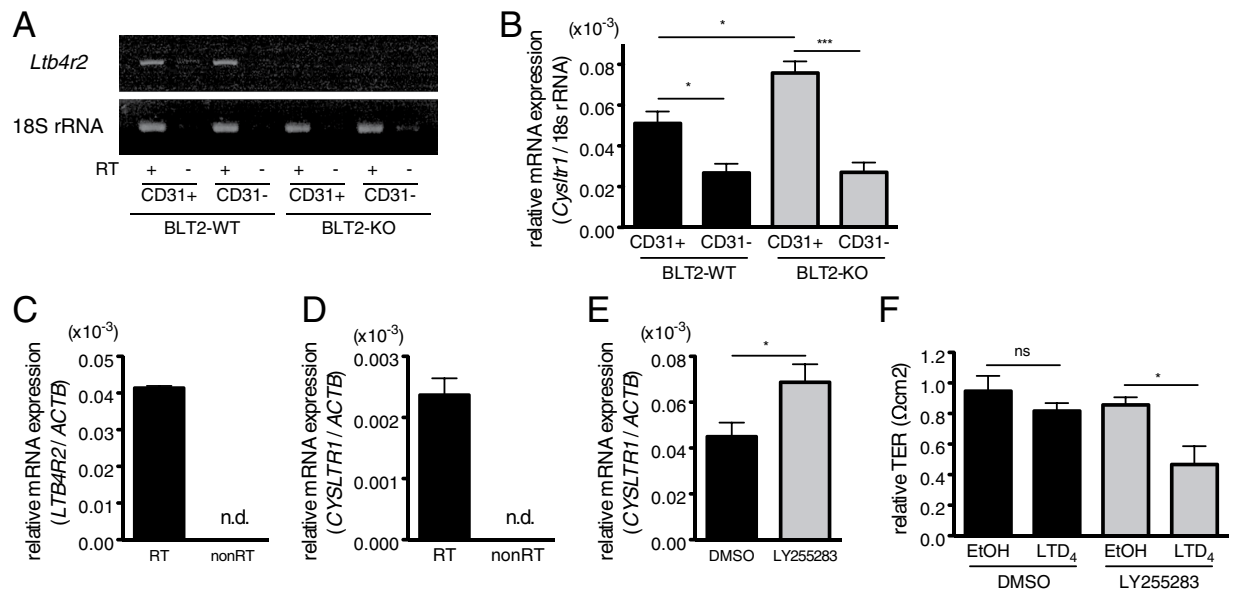 A
Ltb4r2
18S rRNA
RT + - + - + - + -
CD31+ CD31- CD31+ CD31-
BLT2-WT BLT2-KO
B
(x10-3)
relative mRNA expression
(Cysltr1 / 18s rRNA)
* ***
*
0.08
0.06
0.04
0.02
0.00
CD31+ CD31- CD31+ CD31-
BLT2-WT BLT2-KO
C
(x10-3)
relative mRNA expression
(LTB4R2 / ACTB)
0.05
0.04
0.03
0.02
0.01
0.00
n.d.
RT nonRT
D
(x10-3)
relative mRNA expression
(CYSLTR1 / ACTB)
0.003
0.002
0.001
0.000
n.d.
RT nonRT
E
(x10-3)
relative mRNA expression
(CYSLTR1 / ACTB)
*
0.08
0.06
0.04
0.02
0.00
DMSO LY255283
F
relative TER (Ωcm2)
ns *
1.2
1.0
0.8
0.6
0.4
0.2
0.0
EtOH LTD4 EtOH LTD4
DMSO LY255283